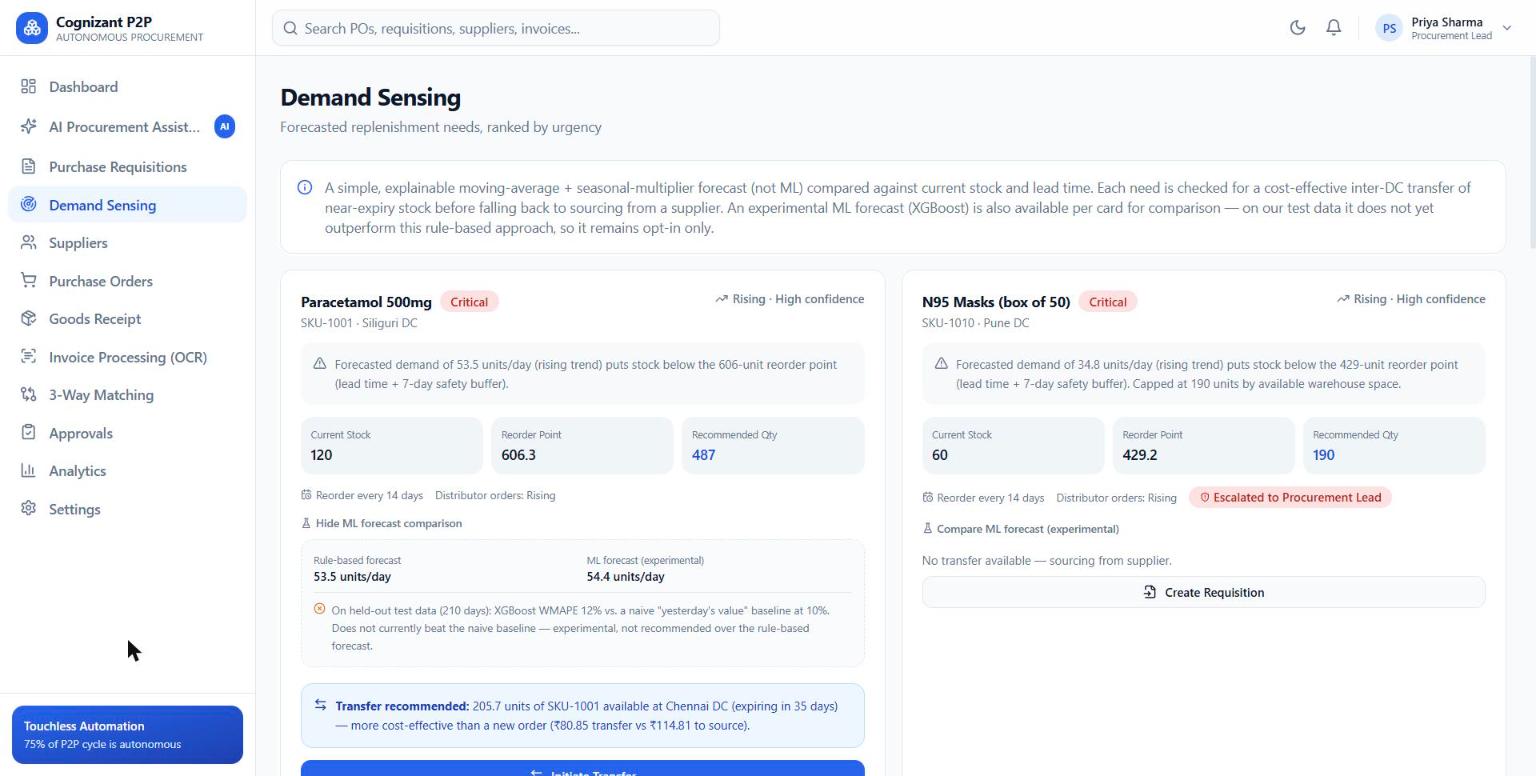 Cognizant P2P
AUTONOMOUS PROCUREMENT
Search POs, requisitions, suppliers, invoices...
PS
Priya Sharma
Procurement Lead
Dashboard
AI Procurement Assist...
AI
Purchase Requisitions
Demand Sensing
Suppliers
Purchase Orders
Goods Receipt
Invoice Processing (OCR)
3-Way Matching
Approvals
Analytics
Settings
Touchless Automation
75% of P2P cycle is autonomous
Demand Sensing
Forecasted replenishment needs, ranked by urgency
A simple, explainable moving-average + seasonal-multiplier forecast (not ML) compared against current stock and lead time. Each need is checked for a cost-effective inter-DC transfer of
near-expiry stock before falling back to sourcing from a supplier. An experimental ML forecast (XGBoost) is also available per card for comparison — on our test data it does not yet
outperform this rule-based approach, so it remains opt-in only.
Paracetamol 500mg
Critical
Rising · High confidence
SKU-1001 · Siliguri DC
Forecasted demand of 53.5 units/day (rising trend) puts stock below the 606-unit reorder point
(lead time + 7-day safety buffer).
Current Stock
120
Reorder Point
606.3
Recommended Qty
487
Reorder every 14 days
Distributor orders: Rising
Hide ML forecast comparison
Rule-based forecast
53.5 units/day
ML forecast (experimental)
54.4 units/day
On held-out test data (210 days): XGBoost WMAPE 12% vs. a naive "yesterday's value" baseline at 10%.
Does not currently beat the naive baseline — experimental, not recommended over the rule-based
forecast.
Transfer recommended: 205.7 units of SKU-1001 available at Chennai DC (expiring in 35 days)
— more cost-effective than a new order (₹80.85 transfer vs ₹114.81 to source).
Initiate Transfer
N95 Masks (box of 50)
Critical
Rising · High confidence
SKU-1010 · Pune DC
Forecasted demand of 34.8 units/day (rising trend) puts stock below the 429-unit reorder point
(lead time + 7-day safety buffer). Capped at 190 units by available warehouse space.
Current Stock
60
Reorder Point
429.2
Recommended Qty
190
Reorder every 14 days
Distributor orders: Rising
Escalated to Procurement Lead
Compare ML forecast (experimental)
No transfer available — sourcing from supplier.
Create Requisition